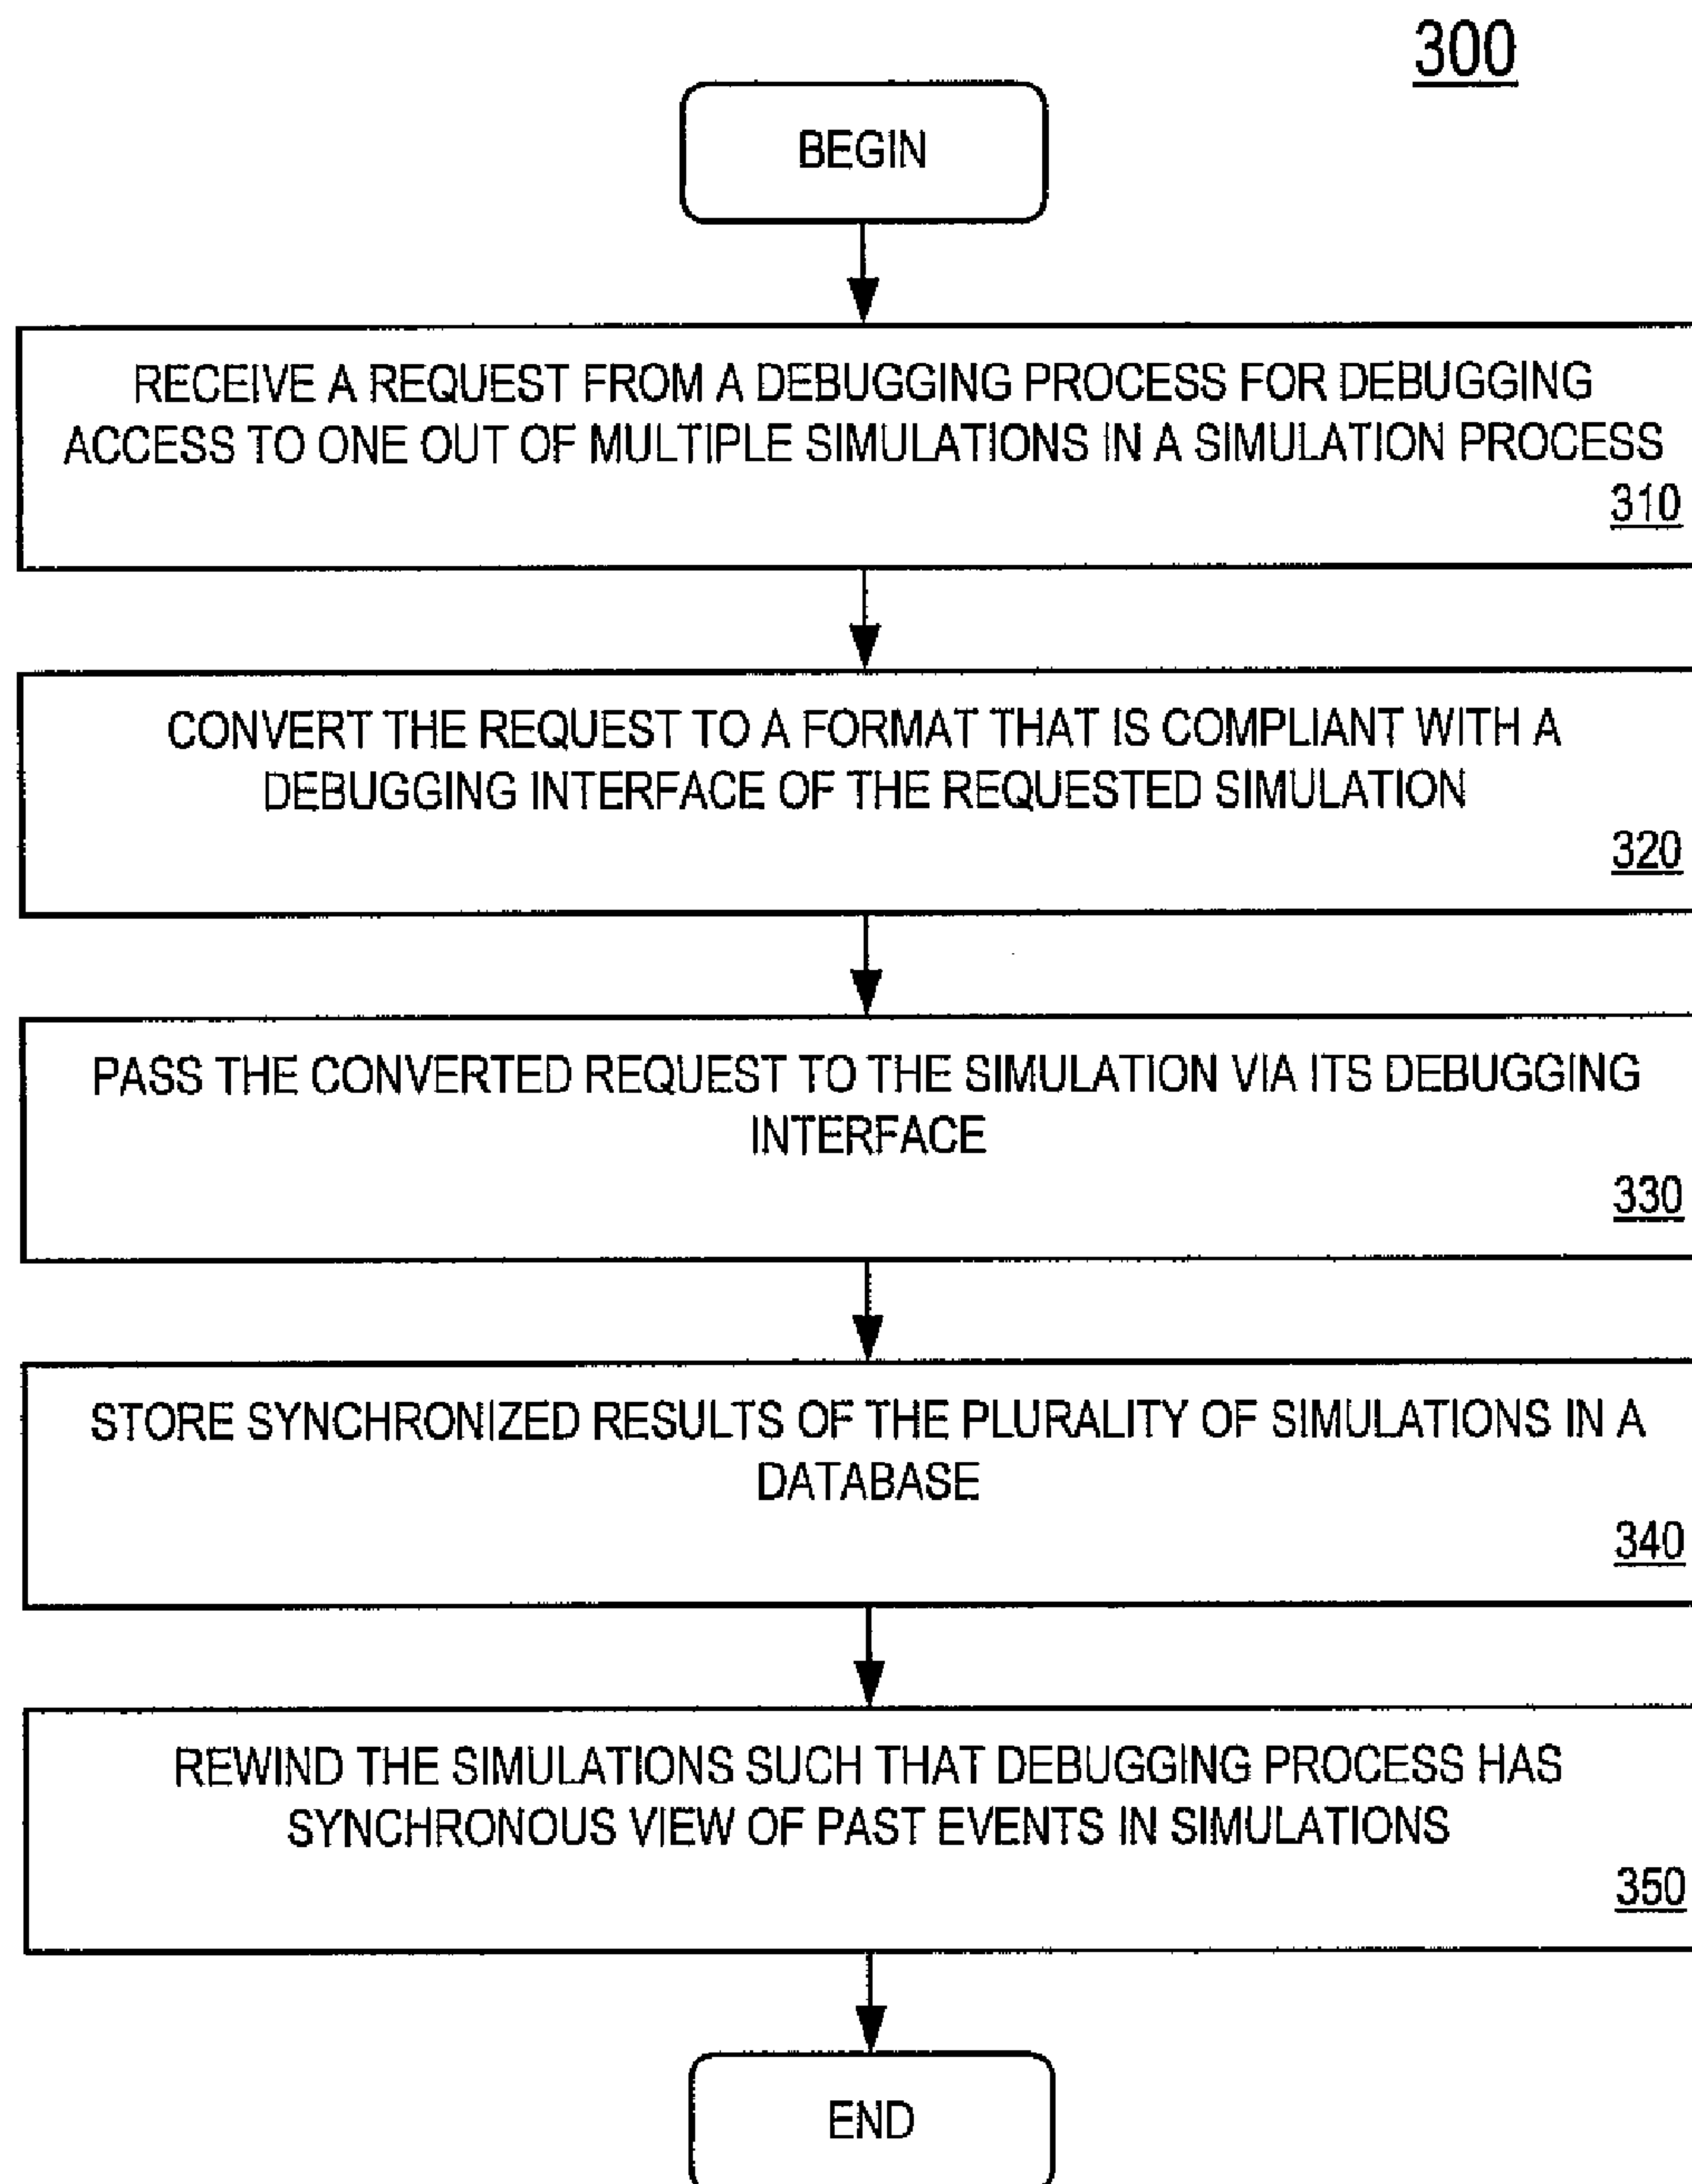 300
BEGIN
RECEIVE A REQUEST FROM A DEBUGGING PROCESS FOR DEBUGGING
ACCESS TO ONE OUT OF MULTIPLE SIMULATIONS IN A SIMULATION PROCESS
310
CONVERT THE REQUEST TO A FORMAT THAT IS COMPLIANT WITH A
DEBUGGING INTERFACE OF THE REQUESTED SIMULATION
320
PASS THE CONVERTED REQUEST TO THE SIMULATION VIA ITS DEBUGGING
INTERFACE
330
STORE SYNCHRONIZED RESULTS OF THE PLURALITY OF SIMULATIONS IN A
DATABASE
340
REWIND THE SIMULATIONS SUCH THAT DEBUGGING PROCESS HAS
SYNCHRONOUS VIEW OF PAST EVENTS IN SIMULATIONS
350
END